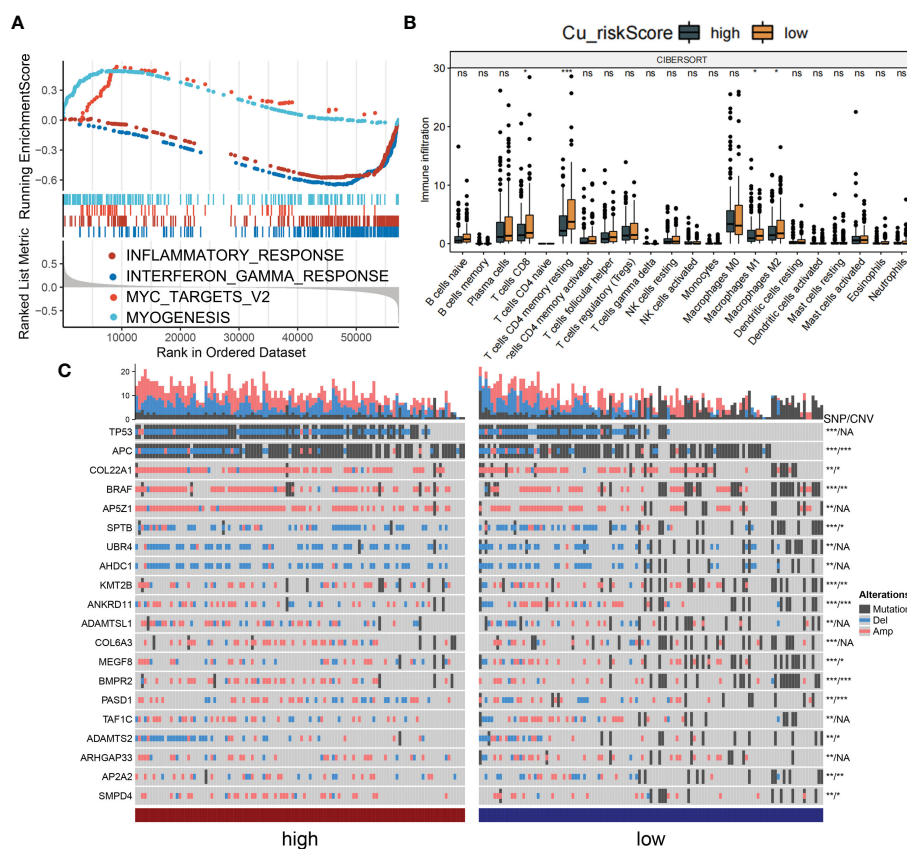 A
Running EnrichmentScore
0.3
0.0
−0.3
−0.6
Ranked List Metric
0.5
0.0
−0.5
INFLAMMATORY_RESPONSE
INTERFERON_GAMMA_RESPONSE
MYC_TARGETS_V2
MYOGENESIS
10000 20000 30000 40000 50000
Rank in Ordered Dataset
B
Cu_riskScore high low
CIBERSORT
ns ns ns * ns *** ns ns ns ns ns ns ns ns * * ns ns ns ns ns ns
Immune infiltration
30
20
10
0
B cells naive
B cells memory
Plasma cells
T cells CD8
T cells CD4 naive
T cells CD4 memory resting
cells CD4 memory activated
T cells follicular helper
T cells regulatory (Tregs)
T cells gamma delta
NK cells resting
NK cells activated
Monocytes
Macrophages M0
Macrophages M1
Macrophages M2
Dendritic cells resting
Dendritic cells activated
Mast cells resting
Mast cells activated
Eosinophils
Neutrophils
C
20
10
0
SNP/CNV
TP53 ***/NA
APC ***/***
COL22A1 **/*
BRAF ***/**
AP5Z1 **/NA
SPTB ***/*
UBR4 **/NA
AHDC1 **/NA
KMT2B ***/**
ANKRD11 ***/***
ADAMTSL1 **/NA
COL6A3 ***/NA
MEGF8 ***/*
BMPR2 ***/***
PASD1 **/***
TAF1C **/NA
ADAMTS2 **/*
ARHGAP33 **/NA
AP2A2 **/**
SMPD4 **/*
Alterations
Mutation
Del
Amp
high low